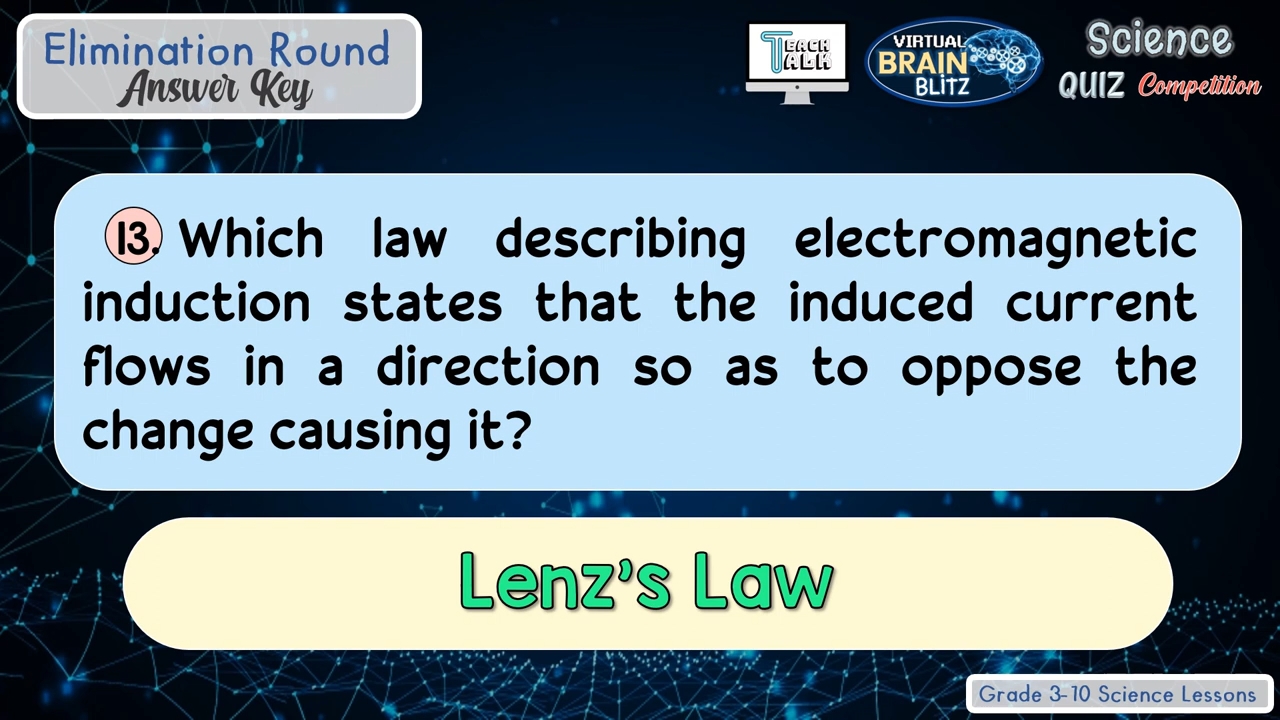 Elimination Round
Answer Key
TEACH
TALK
VIRTUAL
BRAIN
BLITZ
Science
QUIZ Competition
13. Which law describing electromagnetic
induction states that the induced current
flows in a direction so as to oppose the
change causing it?
Lenz's Law
Grade 3-10 Science Lessons